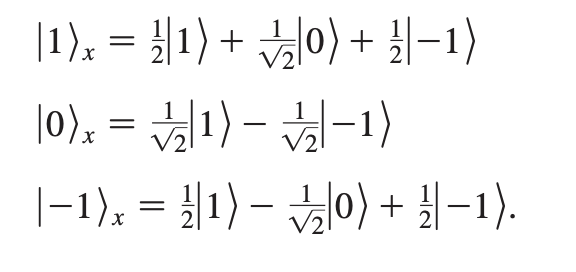 |1⟩ₓ = ½|1⟩ + 1/√2|0⟩ + ½|−1⟩
|0⟩ₓ = 1/√2|1⟩ − 1/√2|−1⟩
|−1⟩ₓ = ½|1⟩ − 1/√2|0⟩ + ½|−1⟩.